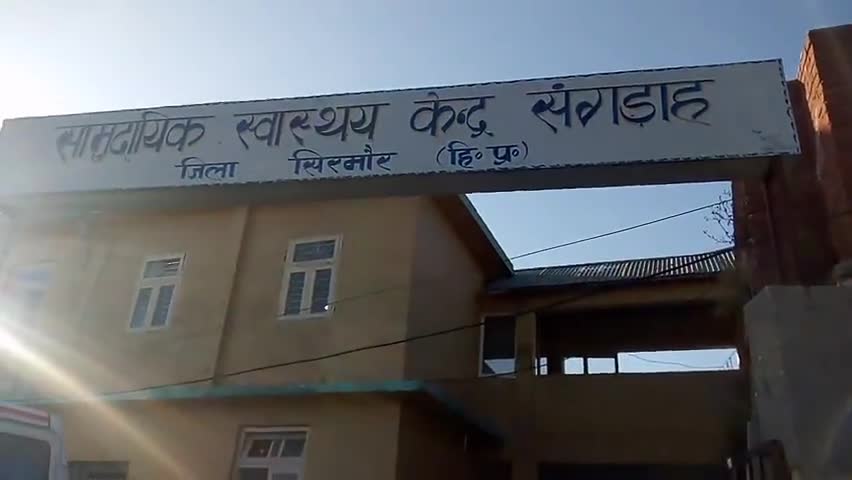 सामुदायिक स्वास्थय केन्द्र संगड़ाह
जिला सिरमौर (हि॰ प्र॰)